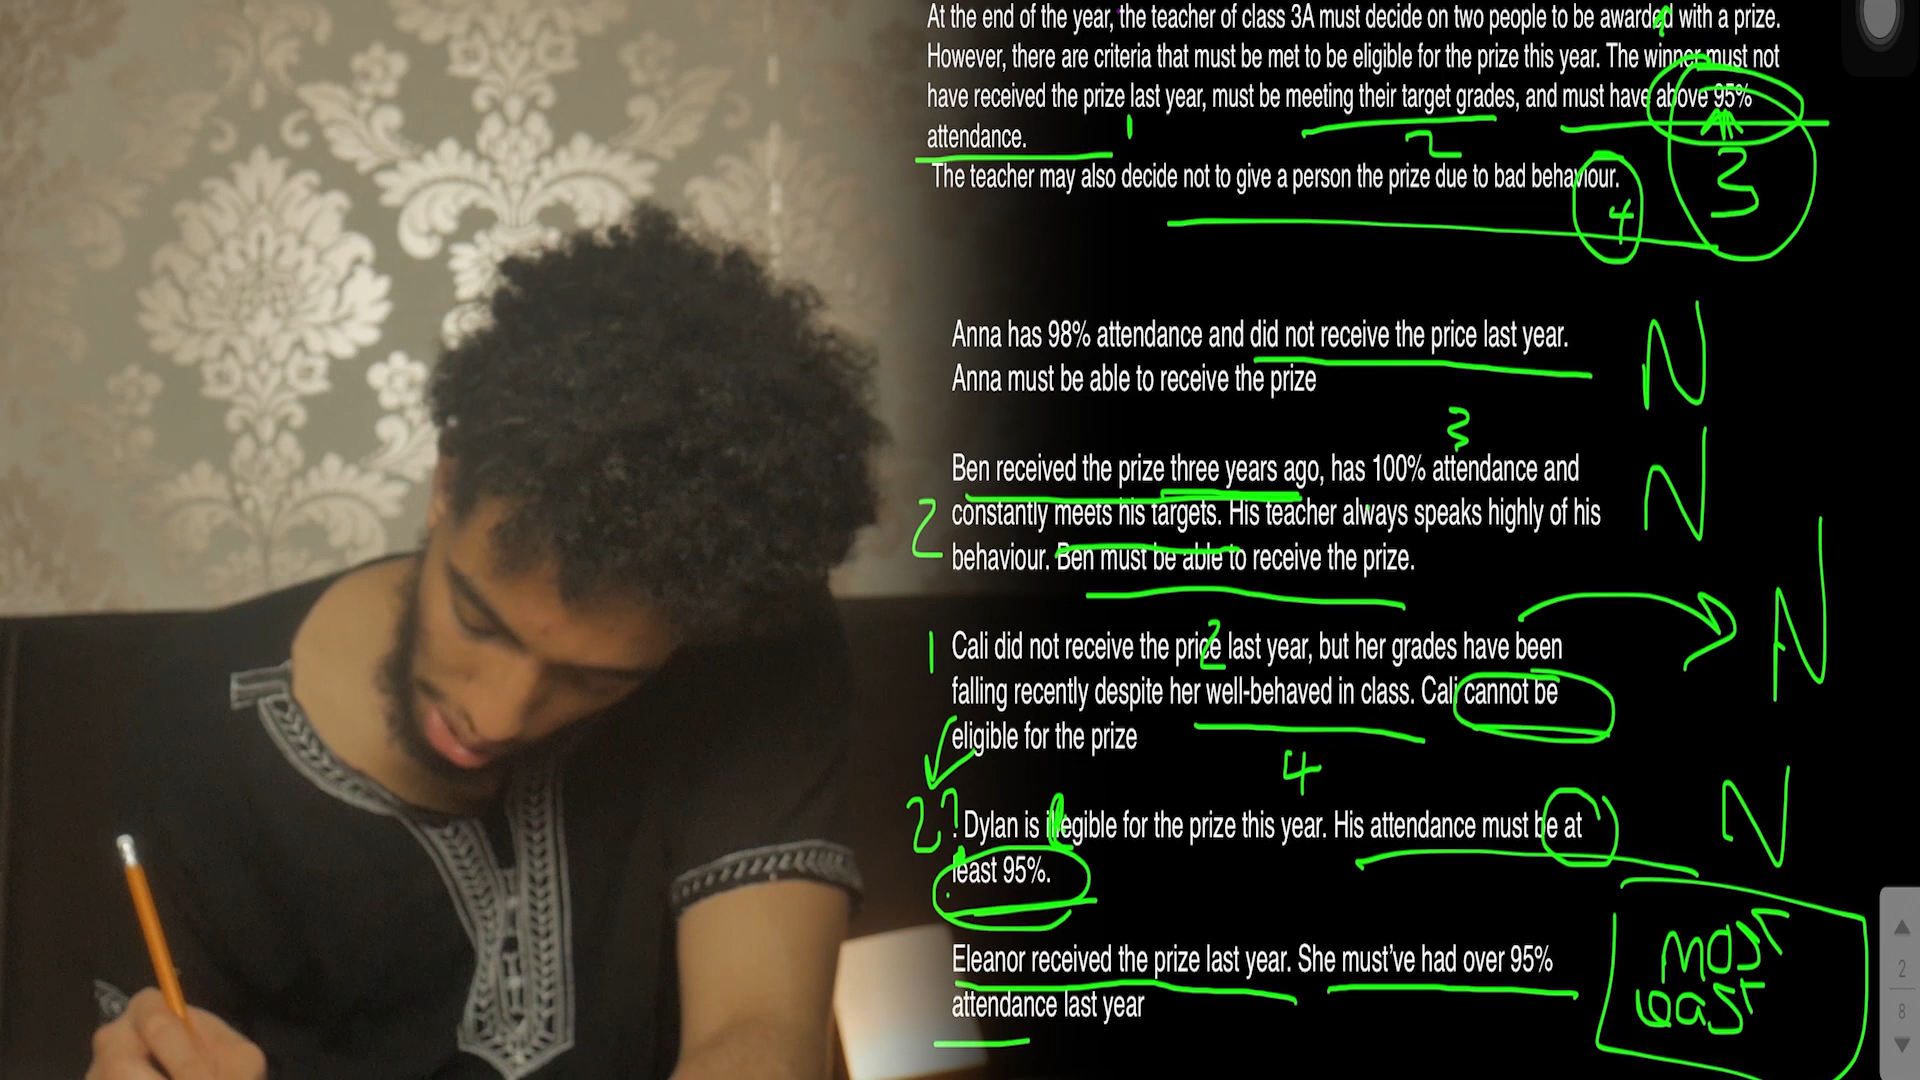 At the end of the year, the teacher of class 3A must decide on two people to be awarded with a prize.
However, there are criteria that must be met to be eligible for the prize this year. The winner must not
have received the prize last year, must be meeting their target grades, and must have above 95%
attendance.
1
2
3
The teacher may also decide not to give a person the prize due to bad behaviour.
4
Anna has 98% attendance and did not receive the price last year.
Anna must be able to receive the prize
N
3
Ben received the prize three years ago, has 100% attendance and
constantly meets his targets. His teacher always speaks highly of his
behaviour. Ben must be able to receive the prize.
2
N
1
Cali did not receive the price last year, but her grades have been
falling recently despite her well-behaved in class. Cali cannot be
eligible for the prize
2
N
4
2?
. Dylan is illegible for the prize this year. His attendance must be at
least 95%.
N
Eleanor received the prize last year. She must've had over 95%
attendance last year
most
least
2
8